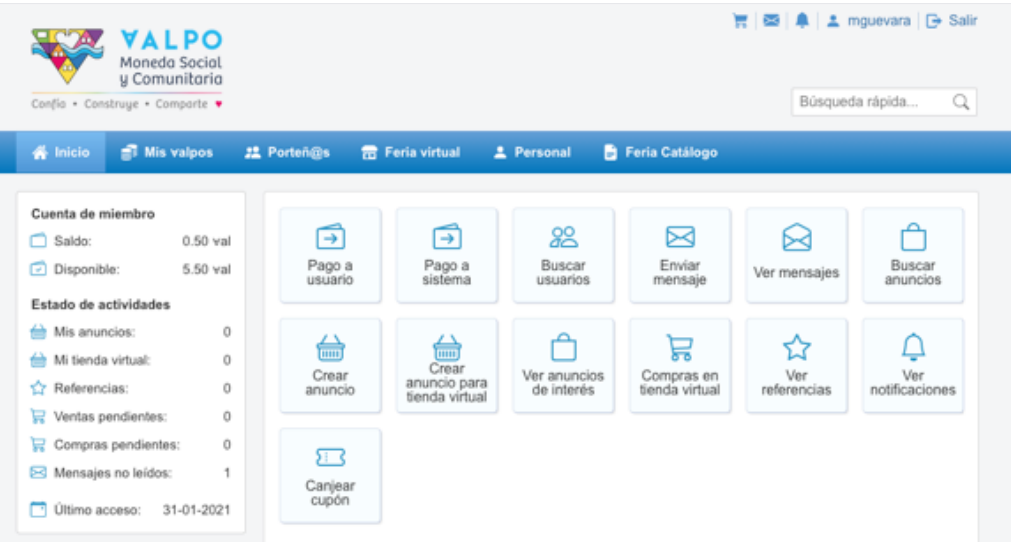 mguevara Salir
VALPO
Moneda Social
y Comunitaria
Confía • Construye • Comparte ♥
Búsqueda rápida...
Inicio Mis valpos Porteñ@s Feria virtual Personal Feria Catálogo
Cuenta de miembro
Saldo: 0.50 val
Disponible: 5.50 val
Estado de actividades
Mis anuncios: 0
Mi tienda virtual: 0
Referencias: 0
Ventas pendientes: 0
Compras pendientes: 0
Mensajes no leídos: 1
Último acceso: 31-01-2021
Pago a
usuario
Pago a
sistema
Buscar
usuarios
Enviar
mensaje
Ver mensajes
Buscar
anuncios
Crear
anuncio
Crear
anuncio para
tienda virtual
Ver anuncios
de interés
Compras en
tienda virtual
Ver
referencias
Ver
notificaciones
Canjear
cupón